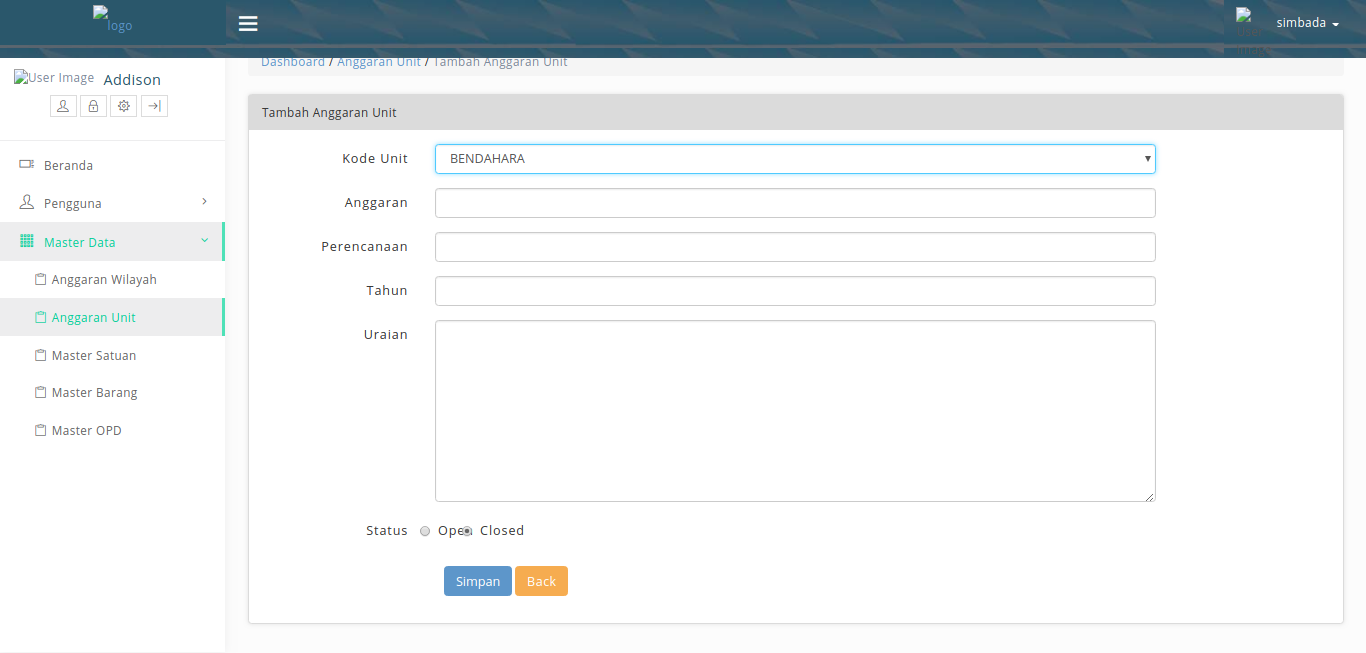 logo
simbada
User Image
Addison
Dashboard / Anggaran Unit / Tambah Anggaran Unit
Beranda
Pengguna
Master Data
Anggaran Wilayah
Anggaran Unit
Master Satuan
Master Barang
Master OPD
Tambah Anggaran Unit
Kode Unit
BENDAHARA
Anggaran
Perencanaan
Tahun
Uraian
Status Open Closed
Simpan Back